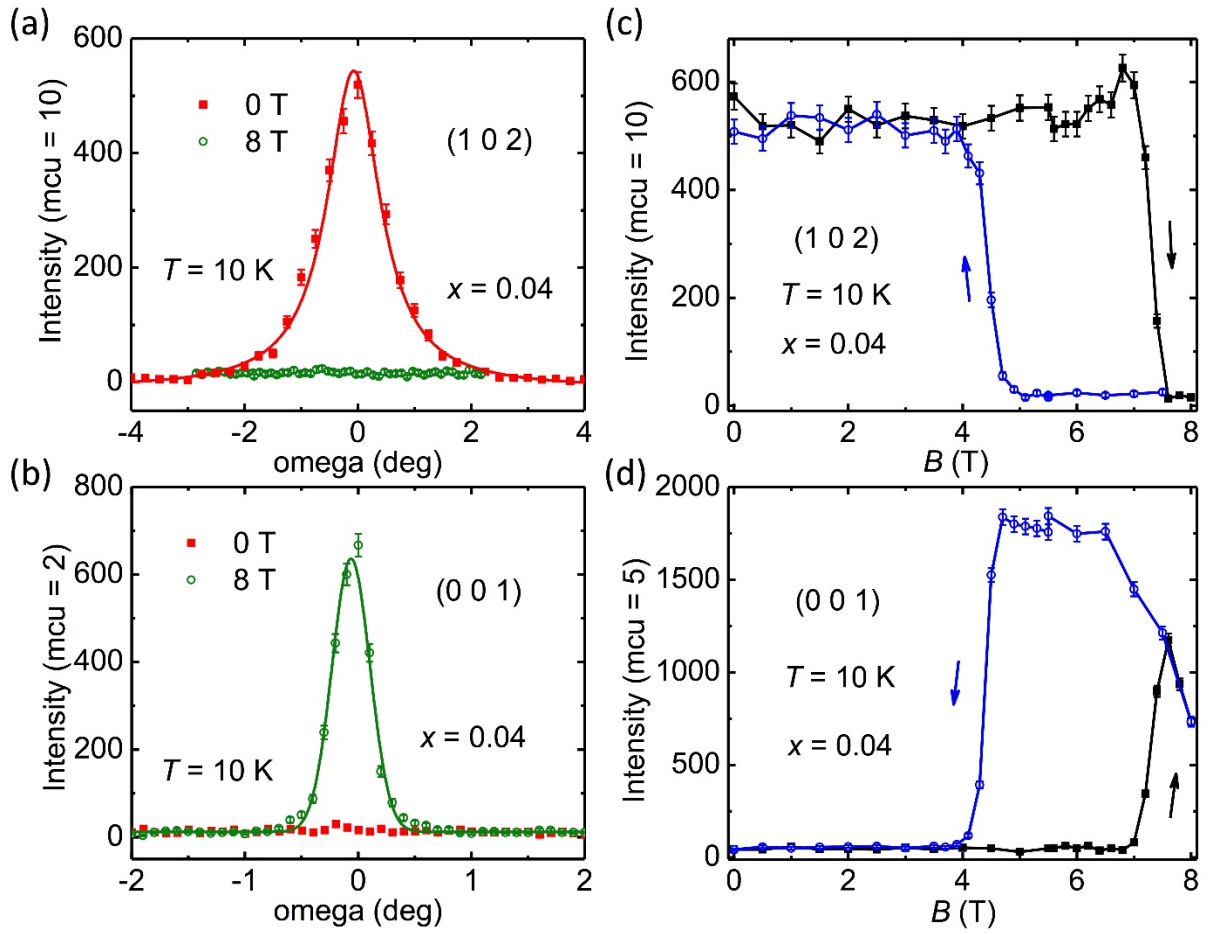 (a)
600
400
200
0
Intensity (mcu = 10)
0 T
8 T
(1 0 2)
T = 10 K
x = 0.04
-4
-2
0
2
4
omega (deg)
(c)
600
400
200
0
Intensity (mcu = 10)
(1 0 2)
T = 10 K
x = 0.04
0
2
4
6
8
B (T)
(b)
800
600
400
200
0
Intensity (mcu = 2)
0 T
8 T
(0 0 1)
x = 0.04
T = 10 K
-2
-1
0
1
2
omega (deg)
(d)
2000
1750
1500
1250
1000
750
500
250
0
Intensity (mcu = 5)
(0 0 1)
T = 10 K
x = 0.04
0
2
4
6
8
B (T)